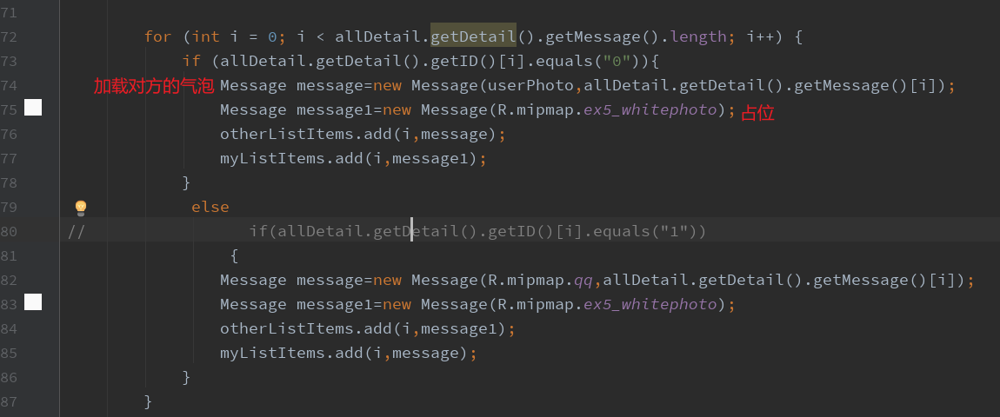 71
72 for (int i = 0; i < allDetail.getDetail().getMessage().length; i++) {
73 if (allDetail.getDetail().getID()[i].equals("0")){
74 加载对方的气泡 Message message=new Message(userPhoto,allDetail.getDetail().getMessage()[i]);
75 Message message1=new Message(R.mipmap.ex5_whitephoto); 占位
76 otherListItems.add(i,message);
77 myListItems.add(i,message1);
78 }
79 else
80 // if(allDetail.getDetail().getID()[i].equals("1"))
81 {
82 Message message=new Message(R.mipmap.qq,allDetail.getDetail().getMessage()[i]);
83 Message message1=new Message(R.mipmap.ex5_whitephoto);
84 otherListItems.add(i,message1);
85 myListItems.add(i,message);
86 }
87 }